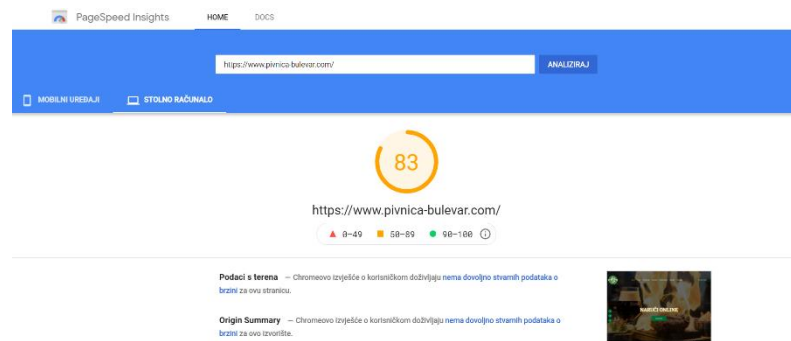 PageSpeed Insights HOME DOCS
https://www.pivnica-bulevar.com/ ANALIZIRAJ
MOBILNI UREĐAJI STOLNO RAČUNALO
83
https://www.pivnica-bulevar.com/
0–49 50–89 90–100
Podaci s terena — Chromeovo izvješće o korisničkom doživljaju nema dovoljno stvarnih podataka o
brzini za ovu stranicu.
Origin Summary — Chromeovo izvješće o korisničkom doživljaju nema dovoljno stvarnih podataka o
brzini za ovo izvorište.
NARUČI ONLINE